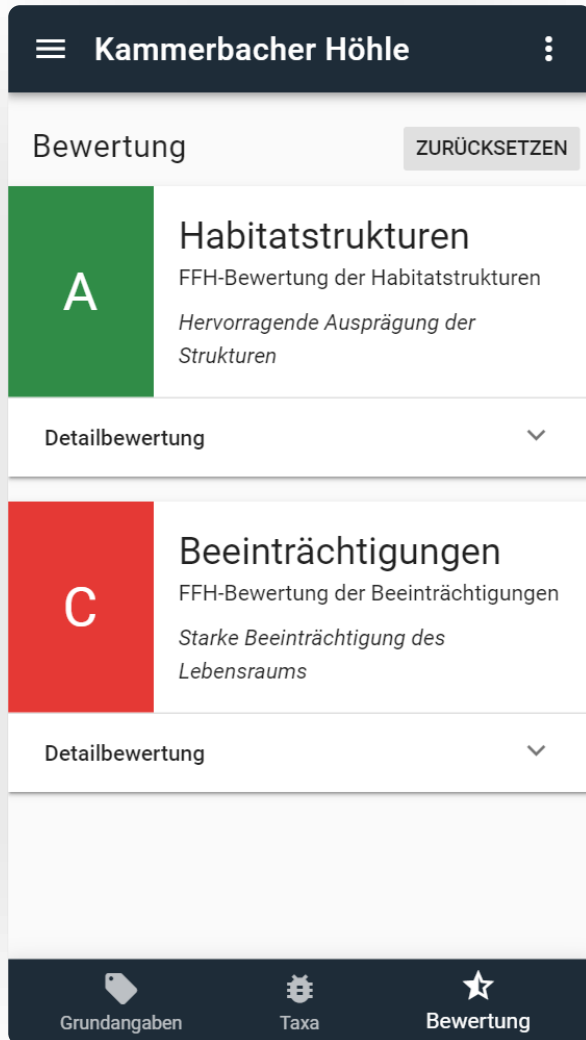 Kammerbacher Höhle
Bewertung
ZURÜCKSETZEN
A
Habitatstrukturen
FFH-Bewertung der Habitatstrukturen
Hervorragende Ausprägung der
Strukturen
Detailbewertung
C
Beeinträchtigungen
FFH-Bewertung der Beeinträchtigungen
Starke Beeinträchtigung des
Lebensraums
Detailbewertung
Grundangaben
Taxa
Bewertung